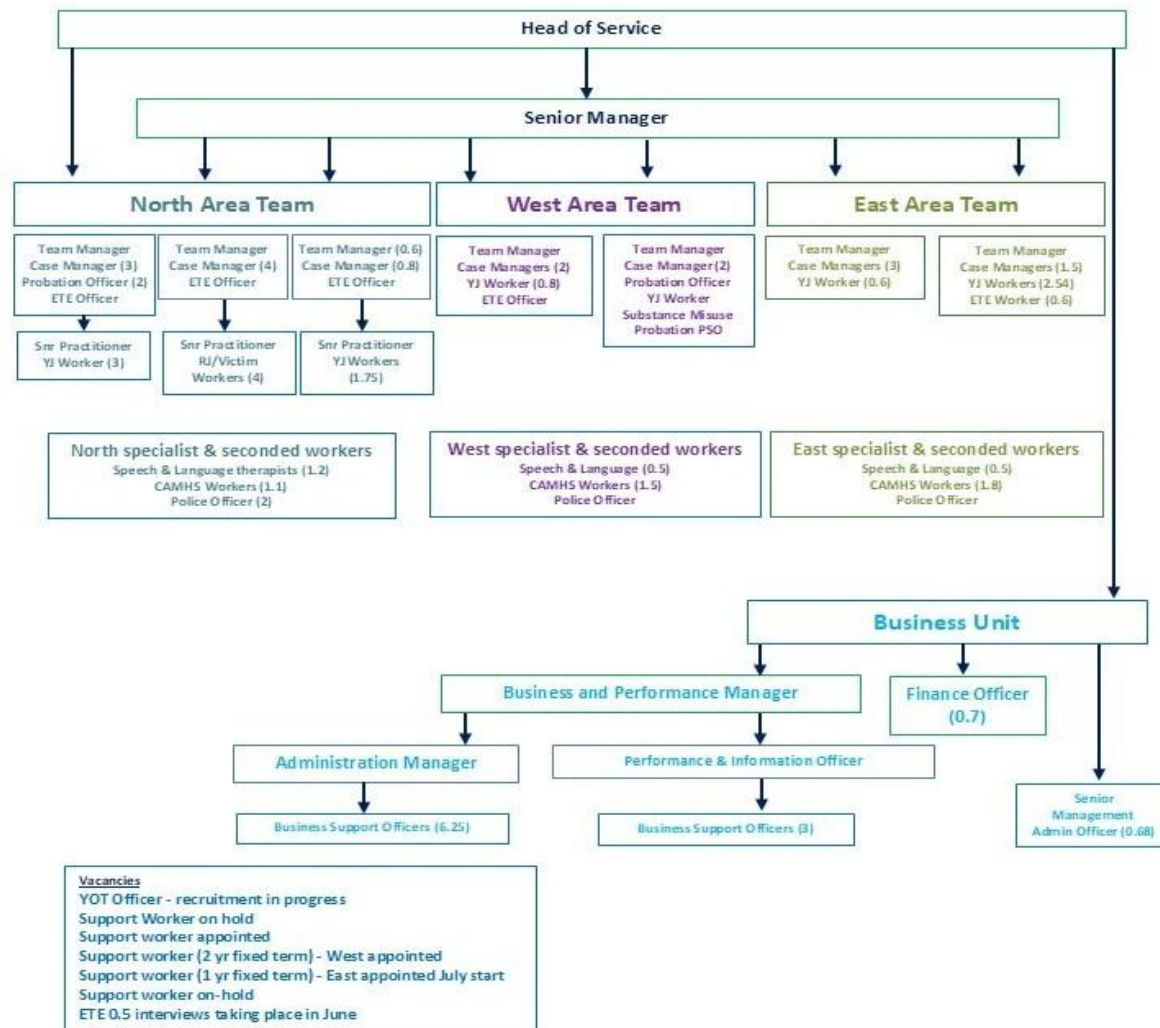 Head of Service
Senior Manager
North Area Team
West Area Team
East Area Team
Team Manager
Case Manager (3)
Probation Officer (2)
ETE Officer
Team Manager
Case Manager (4)
ETE Officer
Team Manager (0.6)
Case Manager (0.8)
ETE Officer
Team Manager
Case Managers (2)
YJ Worker (0.8)
ETE Officer
Team Manager
Case Manager (2)
Probation Officer
YJ Worker
Substance Misuse
Probation PSO
Team Manager
Case Managers (3)
YJ Worker (0.6)
Team Manager
Case Managers (1.5)
YJ Workers (2.54)
ETE Worker (0.6)
Snr Practitioner
YJ Worker (3)
Snr Practitioner
RJ/Victim
Workers (4)
Snr Practitioner
YJ Workers
(1.75)
North specialist & seconded workers
Speech & Language therapists (1.2)
CAMHS Workers (1.1)
Police Officer (2)
West specialist & seconded workers
Speech & Language (0.5)
CAMHS Workers (1.5)
Police Officer
East specialist & seconded workers
Speech & Language (0.5)
CAMHS Workers (1.8)
Police Officer
Business Unit
Business and Performance Manager
Finance Officer
(0.7)
Administration Manager
Performance & Information Officer
Senior
Management
Admin Officer (0.68)
Business Support Officers (6.25)
Business Support Officers (3)
Vacancies
YOT Officer - recruitment in progress
Support Worker on hold
Support worker appointed
Support worker (2 yr fixed term) - West appointed
Support worker (1 yr fixed term) - East appointed July start
Support worker on-hold
ETE 0.5 interviews taking place in June